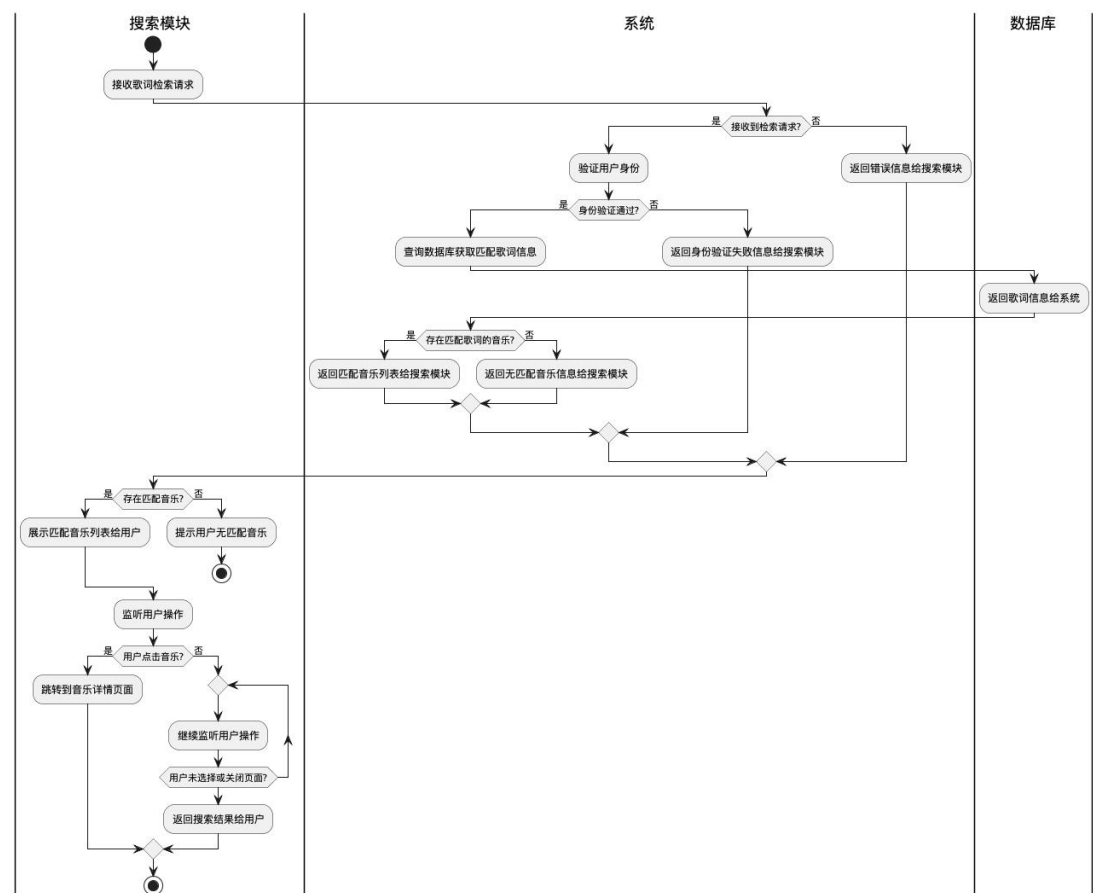 搜索模块
系统
数据库
接收歌词检索请求
是
接收到检索请求?
否
验证用户身份
返回错误信息给搜索模块
是
身份验证通过?
否
查询数据库获取匹配歌词信息
返回身份验证失败信息给搜索模块
返回歌词信息给系统
是
存在匹配歌词的音乐?
否
返回匹配音乐列表给搜索模块
返回无匹配音乐信息给搜索模块
是
存在匹配音乐?
否
展示匹配音乐列表给用户
提示用户无匹配音乐
监听用户操作
是
用户点击音乐?
否
跳转到音乐详情页面
继续监听用户操作
用户未选择或关闭页面?
返回搜索结果给用户